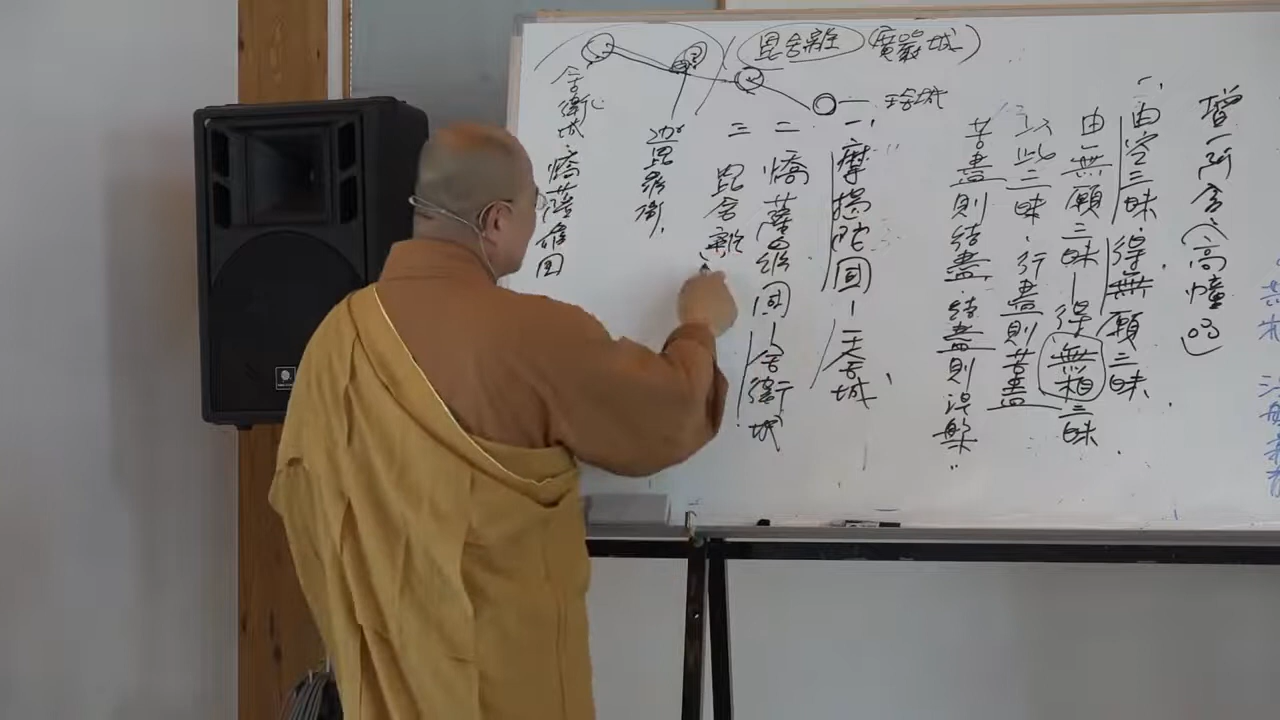 增一阿含(高幢品)
一、由空三昧.得無願三昧.
由無願三昧—得無相三昧.
以此三昧.行盡則苦盡
苦盡則結盡.結盡則涅槃.
毘舍離(廣嚴城)
王舍城
一、摩揭陀囯—王舍城、
二 憍薩羅囯—舍衛城
三 毘舍離
迦毘羅衛,
舍衛城、憍薩羅囯